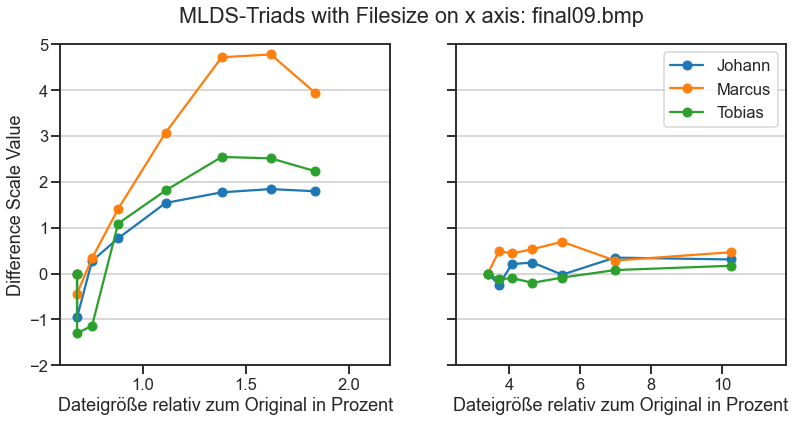 MLDS-Triads with Filesize on x axis: final09.bmp
Difference Scale Value
5
4
3
2
1
0
−1
−2
1.0 1.5 2.0
Dateigröße relativ zum Original in Prozent
Johann
Marcus
Tobias
4 6 8 10
Dateigröße relativ zum Original in Prozent